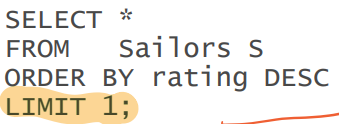 SELECT *
FROM   Sailors S
ORDER BY rating DESC
LIMIT 1;